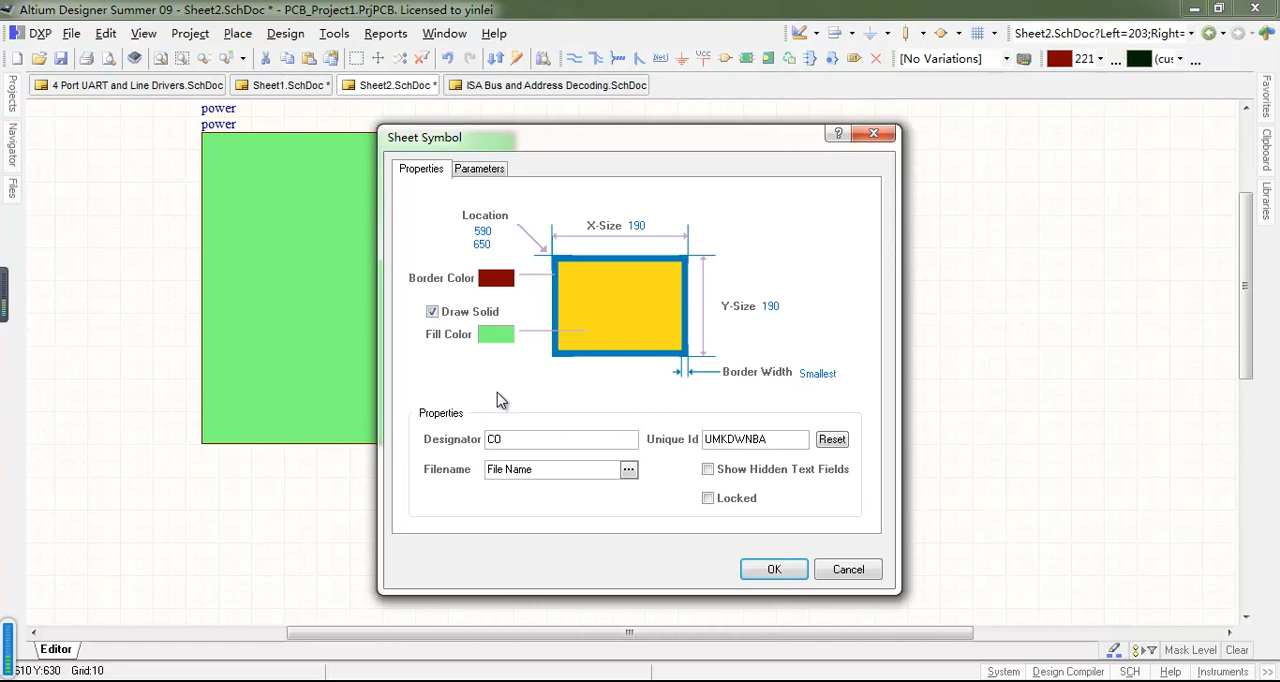 Altium Designer Summer 09 - Sheet2.SchDoc * - PCB_Project1.PrjPCB. Licensed to yinlei
DXP File Edit View Project Place Design Tools Reports Window Help
Sheet2.SchDoc?Left=203;Right=
Net
Vcc
[No Variations]
221
...
(cus
...
4 Port UART and Line Drivers.SchDoc
Sheet1.SchDoc *
Sheet2.SchDoc *
ISA Bus and Address Decoding.SchDoc
Projects
Navigator
Files
Favorites
Clipboard
Libraries
power
power
Sheet Symbol
Properties Parameters
Location
590
650
X-Size 190
Border Color
Draw Solid
Y-Size 190
Fill Color
Border Width Smallest
Properties
Designator CO Unique Id UMKDWNBA Reset
Filename File Name ... Show Hidden Text Fields
Locked
OK Cancel
Editor
Mask Level Clear
Y:630 Grid:10
System Design Compiler SCH Help Instruments >>